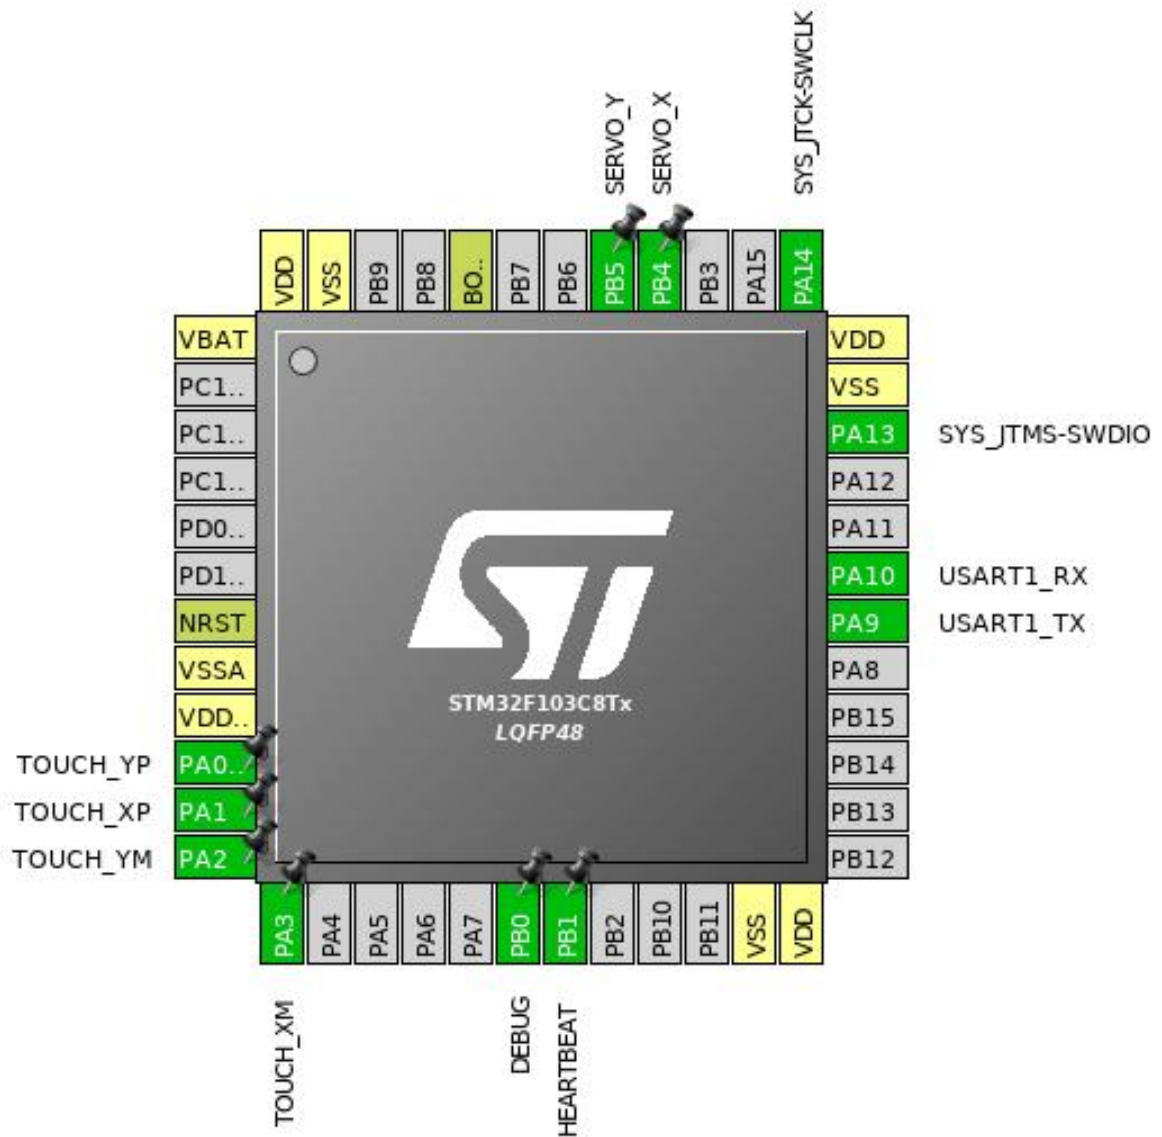 SERVO_Y
SERVO_X
SYS_JTCK-SWCLK
VDD
VSS
PB9
PB8
BO..
PB7
PB6
PB5
PB4
PB3
PA15
PA14
VBAT
PC1..
PC1..
PC1..
PD0..
PD1..
NRST
VSSA
VDD..
TOUCH_YP PA0..
TOUCH_XP PA1
TOUCH_YM PA2
ST
STM32F103C8Tx
LQFP48
VDD
VSS
PA13 SYS_JTMS-SWDIO
PA12
PA11
PA10 USART1_RX
PA9 USART1_TX
PA8
PB15
PB14
PB13
PB12
PA3
PA4
PA5
PA6
PA7
PB0
PB1
PB2
PB10
PB11
VSS
VDD
TOUCH_XM
DEBUG
HEARTBEAT